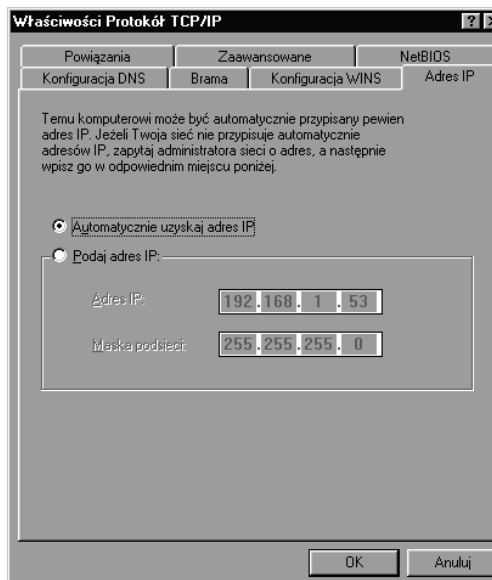 Właściwości Protokół TCP/IP
Powiązania Zaawansowane NetBIOS
Konfiguracja DNS Brama Konfiguracja WINS Adres IP
Temu komputerowi może być automatycznie przypisany pewien
adres IP. Jeżeli Twoja sieć nie przypisuje automatycznie
adresów IP, zapytaj administratora sieci o adres, a następnie
wpisz go w odpowiednim miejscu poniżej.
Automatycznie uzyskaj adres IP
Podaj adres IP:
Adres IP: 192.168.1.53
Maska podsieci: 255.255.255.0
OK Anuluj